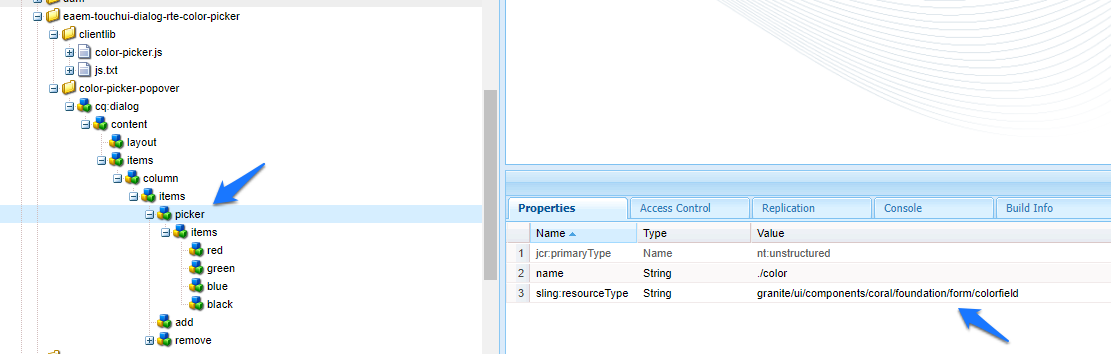 eaem-touchui-dialog-rte-color-picker
clientlib
color-picker.js
js.txt
color-picker-popover
cq:dialog
content
layout
items
column
items
picker
items
red
green
blue
black
add
remove
Properties Access Control Replication Console Build Info
Name Type Value
1 jcr:primaryType Name nt:unstructured
2 name String ./color
3 sling:resourceType String granite/ui/components/coral/foundation/form/colorfield